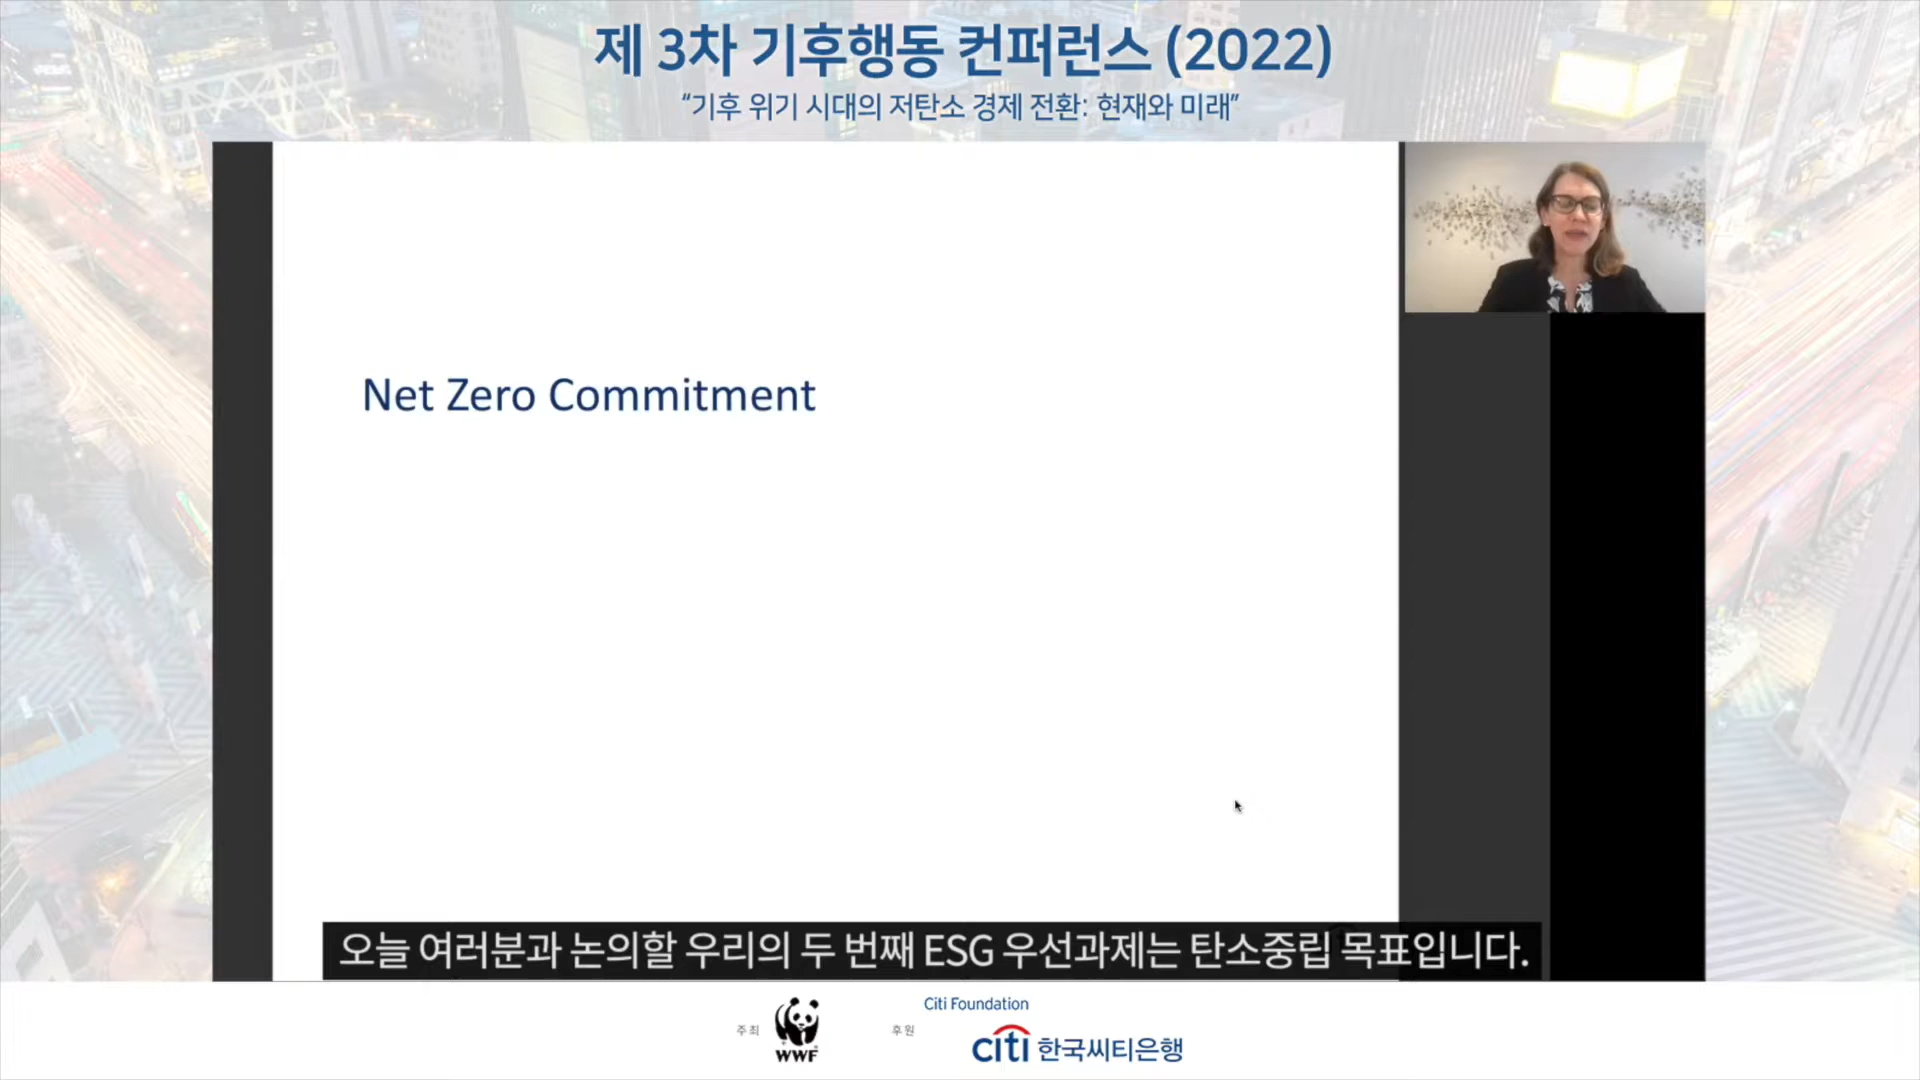 제 3차 기후행동 컨퍼런스 (2022)
“기후 위기 시대의 저탄소 경제 전환: 현재와 미래”
Net Zero Commitment
오늘 여러분과 논의할 우리의 두 번째 ESG 우선과제는 탄소중립 목표입니다.
주최
WWF
후원
Citi Foundation
citi 한국씨티은행